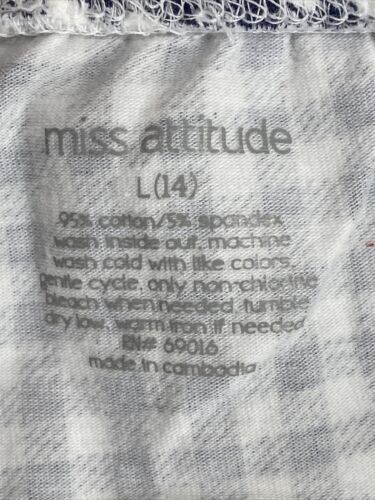 miss attitude
L(14)
95% cotton/5% spandex
wash inside out. machine
wash cold with like colors,
gentle cycle, only non-chlorine
bleach when needed, tumble
dry low, warm iron if needed
RN# 69016
made in cambodia